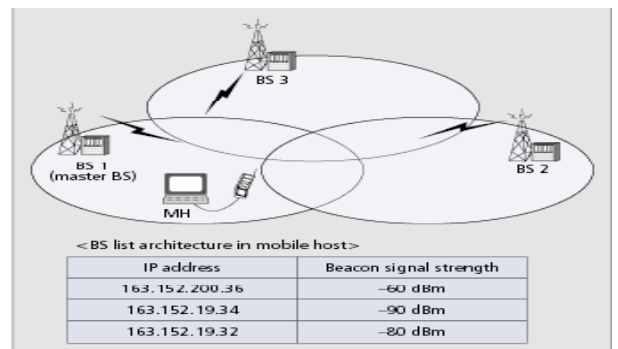 BS 3
BS 1
(master BS)
BS 2
MH
<BS list architecture in mobile host>
IP address Beacon signal strength
163.152.200.36 –60 dBm
163.152.19.34 –90 dBm
163.152.19.32 –80 dBm